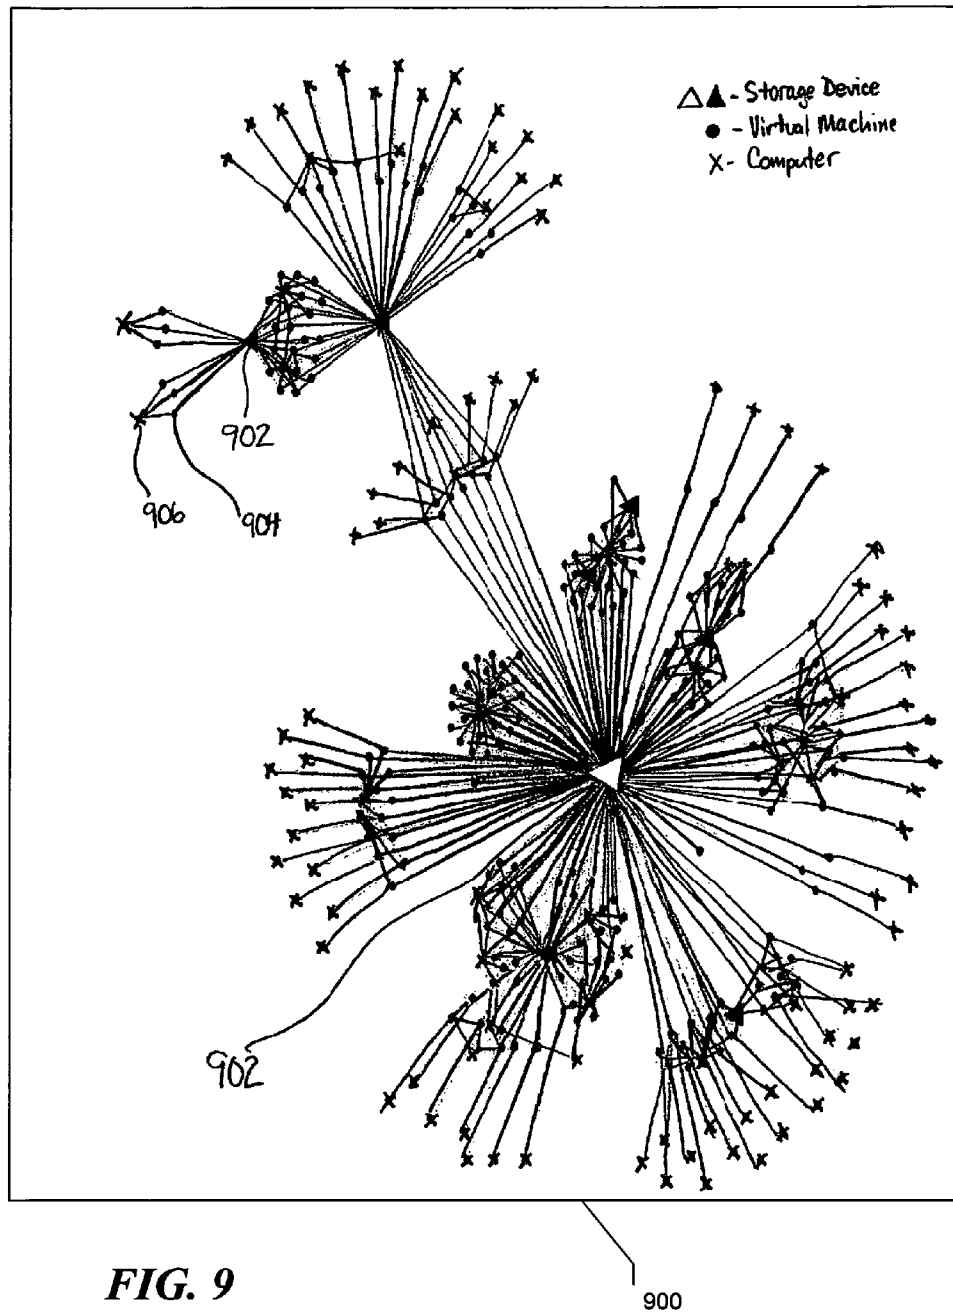 △▲ - Storage Device
● - Virtual Machine
X - Computer
902
906
904
902
FIG. 9
900